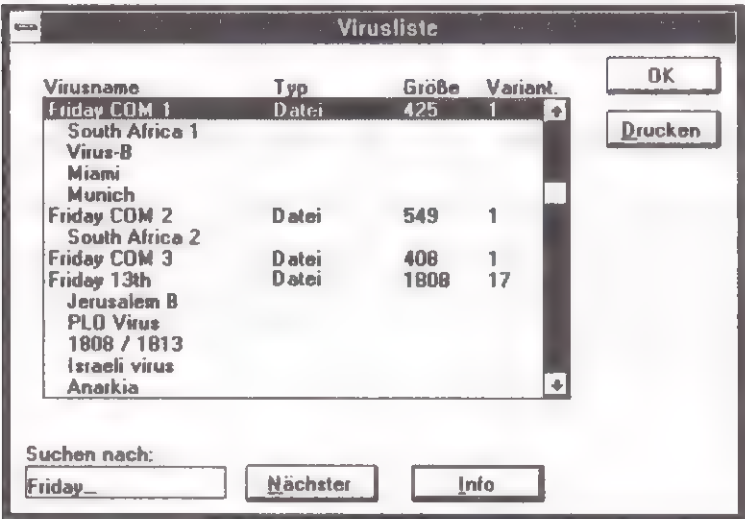 Virusliste
Virusname Typ Größe Variant.
Friday COM 1 Datei 425 1
South Africa 1
Virus-B
Miami
Munich
Friday COM 2 Datei 549 1
South Africa 2
Friday COM 3 Datei 408 1
Friday 13th Datei 1808 17
Jerusalem B
PLO Virus
1808 / 1813
Israeli virus
Anarkia
OK
Drucken
Suchen nach:
Friday_
Nächster
Info